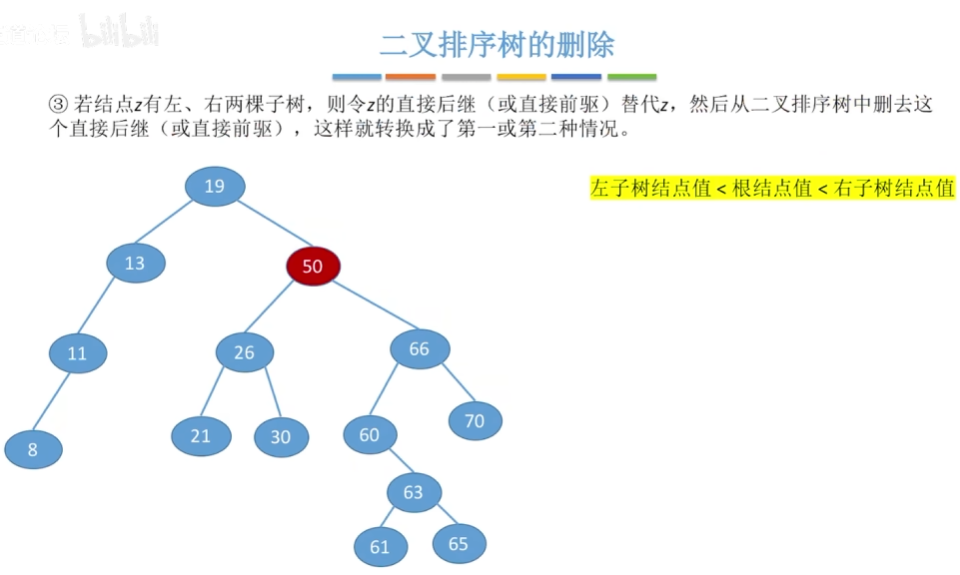 bilibili
二叉排序树的删除
③ 若结点z有左、右两棵子树，则令z的直接后继（或直接前驱）替代z，然后从二叉排序树中删去这
个直接后继（或直接前驱），这样就转换成了第一或第二种情况。
左子树结点值 < 根结点值 < 右子树结点值
19
13
50
11
26
66
8
21
30
60
70
63
61
65